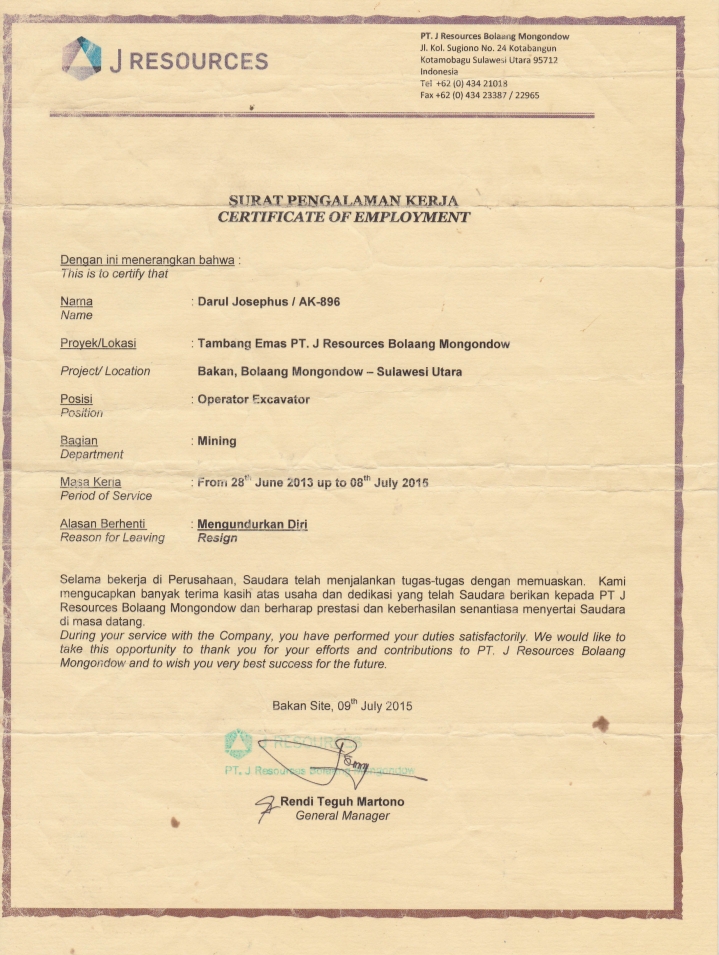 J RESOURCES
PT. J Resources Bolaang Mongondow
Jl. Kol. Sugiono No. 24 Kotabangun
Kotamobagu Sulawesi Utara 95712
Indonesia
Tel +62 (0) 434 21018
Fax +62 (0) 434 23387 / 22965
SURAT PENGALAMAN KERJA
CERTIFICATE OF EMPLOYMENT
Dengan ini menerangkan bahwa :
This is to certify that
Nama : Darul Josephus / AK-896
Name
Proyek/Lokasi : Tambang Emas PT. J Resources Bolaang Mongondow
Project/ Location Bakan, Bolaang Mongondow – Sulawesi Utara
Posisi : Operator Excavator
Position
Bagian : Mining
Department
Masa Kerja : From 28th June 2013 up to 08th July 2015
Period of Service
Alasan Berhenti : Mengundurkan Diri
Reason for Leaving Resign
Selama bekerja di Perusahaan, Saudara telah menjalankan tugas-tugas dengan memuaskan. Kami
mengucapkan banyak terima kasih atas usaha dan dedikasi yang telah Saudara berikan kepada PT J
Resources Bolaang Mongondow dan berharap prestasi dan keberhasilan senantiasa menyertai Saudara
di masa datang.
During your service with the Company, you have performed your duties satisfactorily. We would like to
take this opportunity to thank you for your efforts and contributions to PT. J Resources Bolaang
Mongondow and to wish you very best success for the future.
Bakan Site, 09th July 2015
J RESOURCES
PT. J Resources Bolaang Mongondow
Rendi Teguh Martono
General Manager